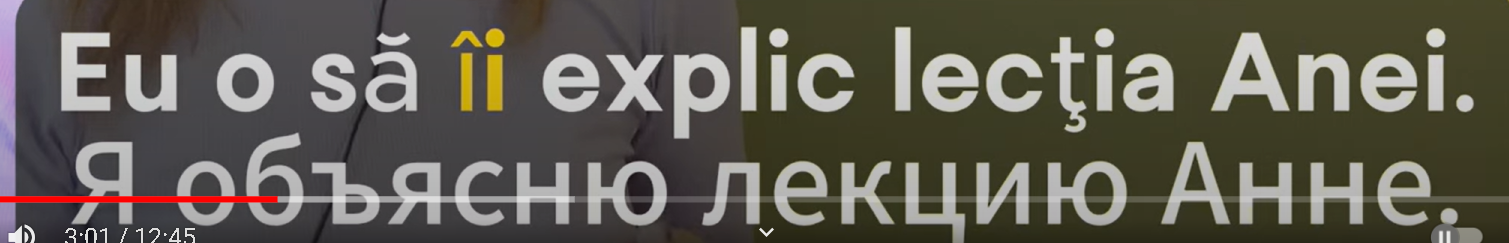 Eu o să îi explic lecţia Anei.
Я объясню лекцию Анне.
3:01 / 12:45